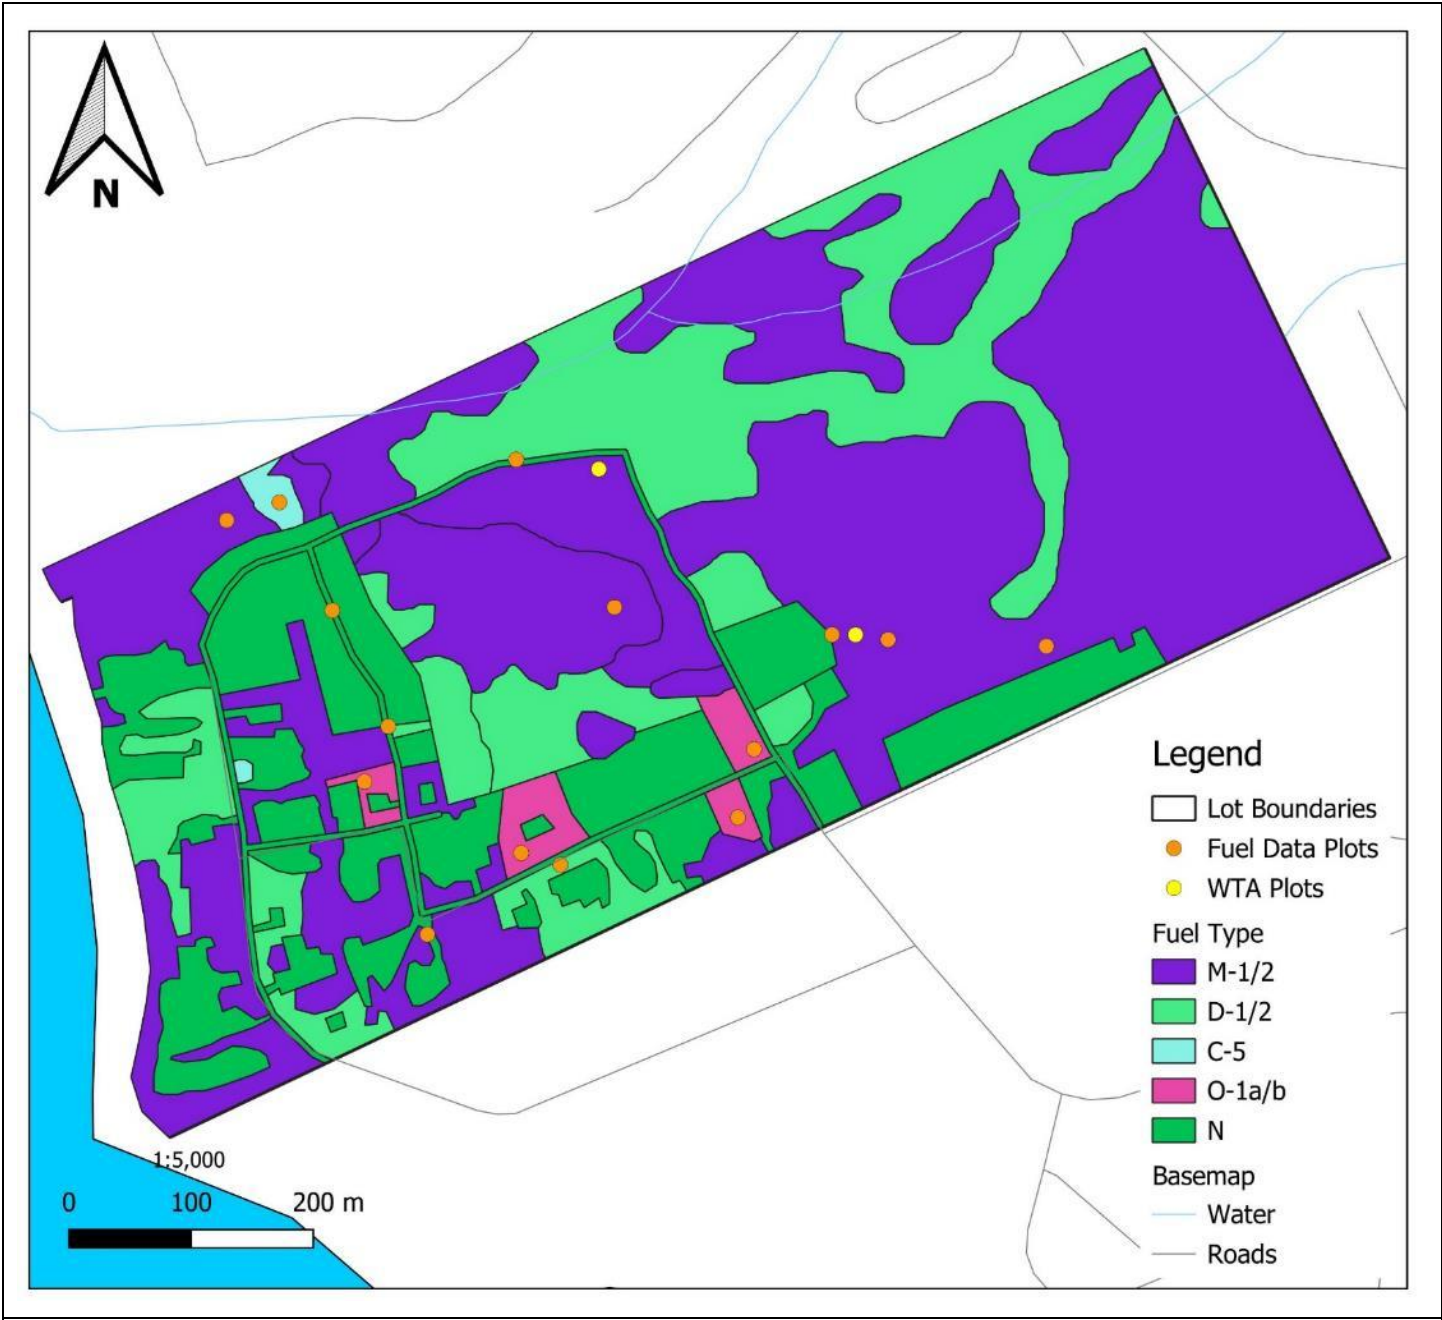 N
Legend
Lot Boundaries
Fuel Data Plots
WTA Plots
Fuel Type
M-1/2
D-1/2
C-5
O-1a/b
N
Basemap
Water
Roads
1:5,000
0 100 200 m